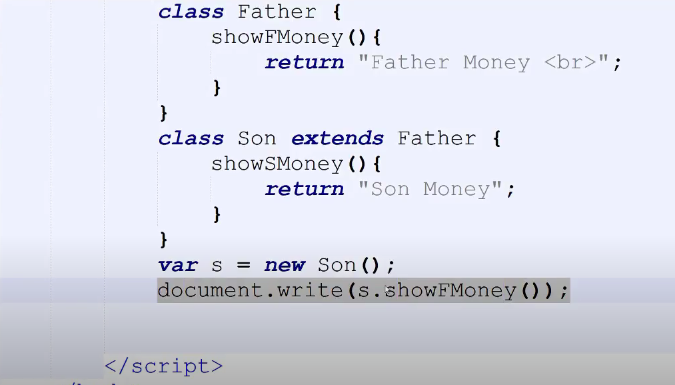 class Father {
showFMoney(){
return "Father Money <br>";
}
}
class Son extends Father {
showSMoney(){
return "Son Money";
}
}
var s = new Son();
document.write(s.showFMoney());
</script>